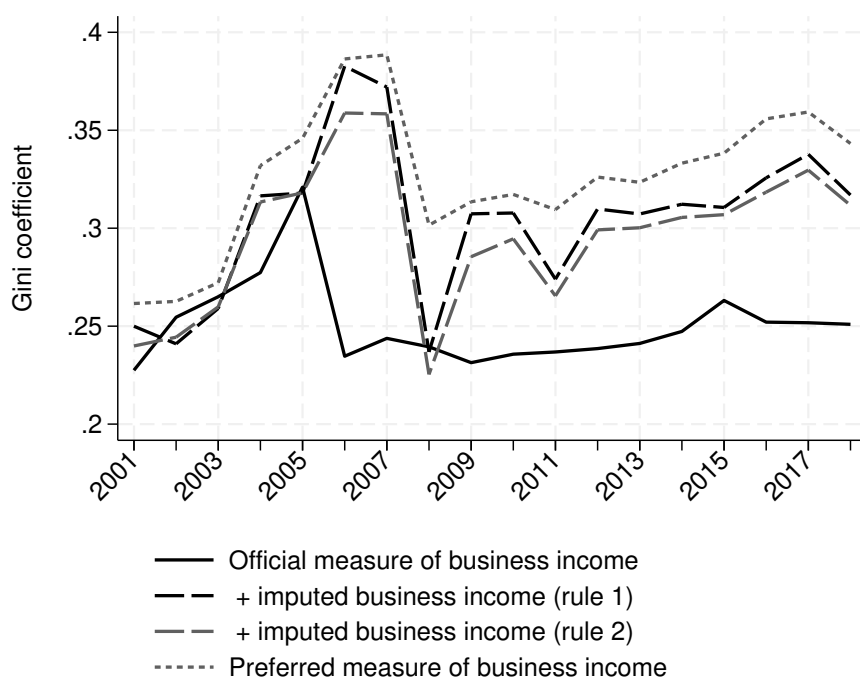 .4
.35
.3
.25
.2
Gini coefficient
2001
2003
2005
2007
2009
2011
2013
2015
2017
Official measure of business income
+ imputed business income (rule 1)
+ imputed business income (rule 2)
Preferred measure of business income